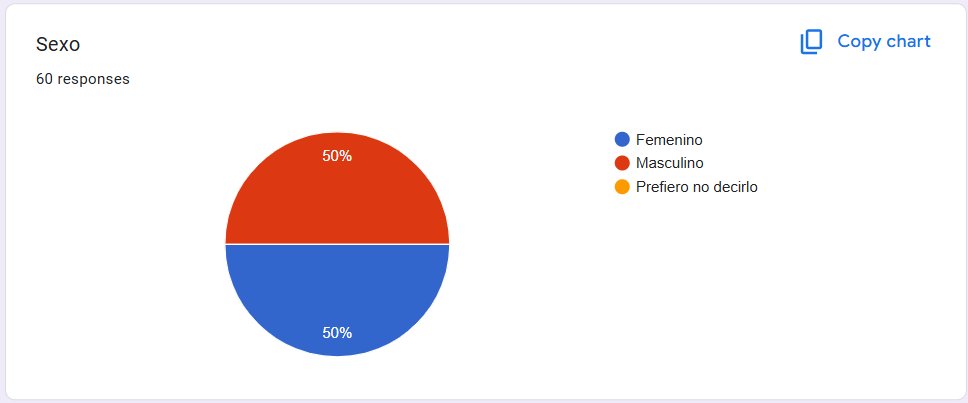 Sexo
Copy chart
60 responses
50%
50%
Femenino
Masculino
Prefiero no decirlo